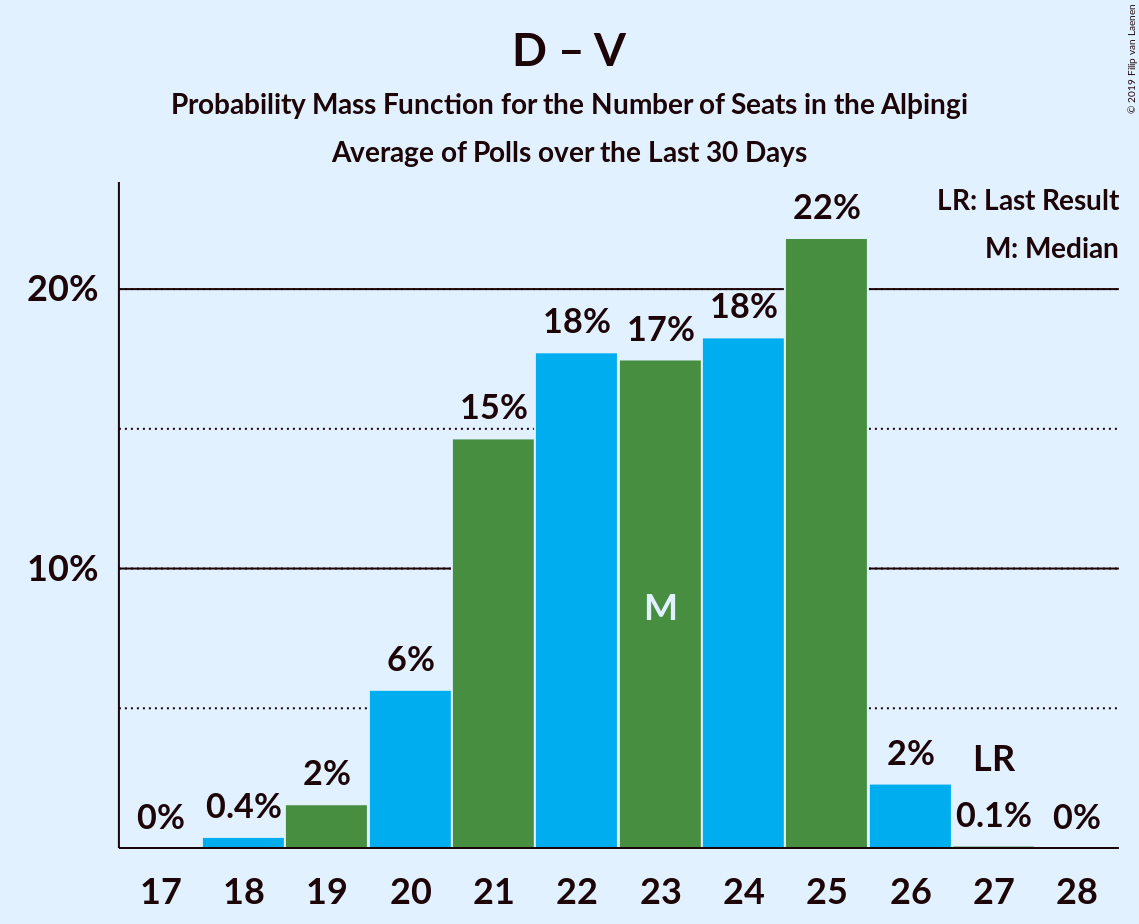 D – V
Probability Mass Function for the Number of Seats in the Alþingi
Average of Polls over the Last 30 Days
© 2019 Filip van Laenen
LR: Last Result
M: Median
20%
10%
0%
0.4%
2%
6%
15%
18%
17%
18%
22%
2%
LR
0.1%
0%
M
17 18 19 20 21 22 23 24 25 26 27 28